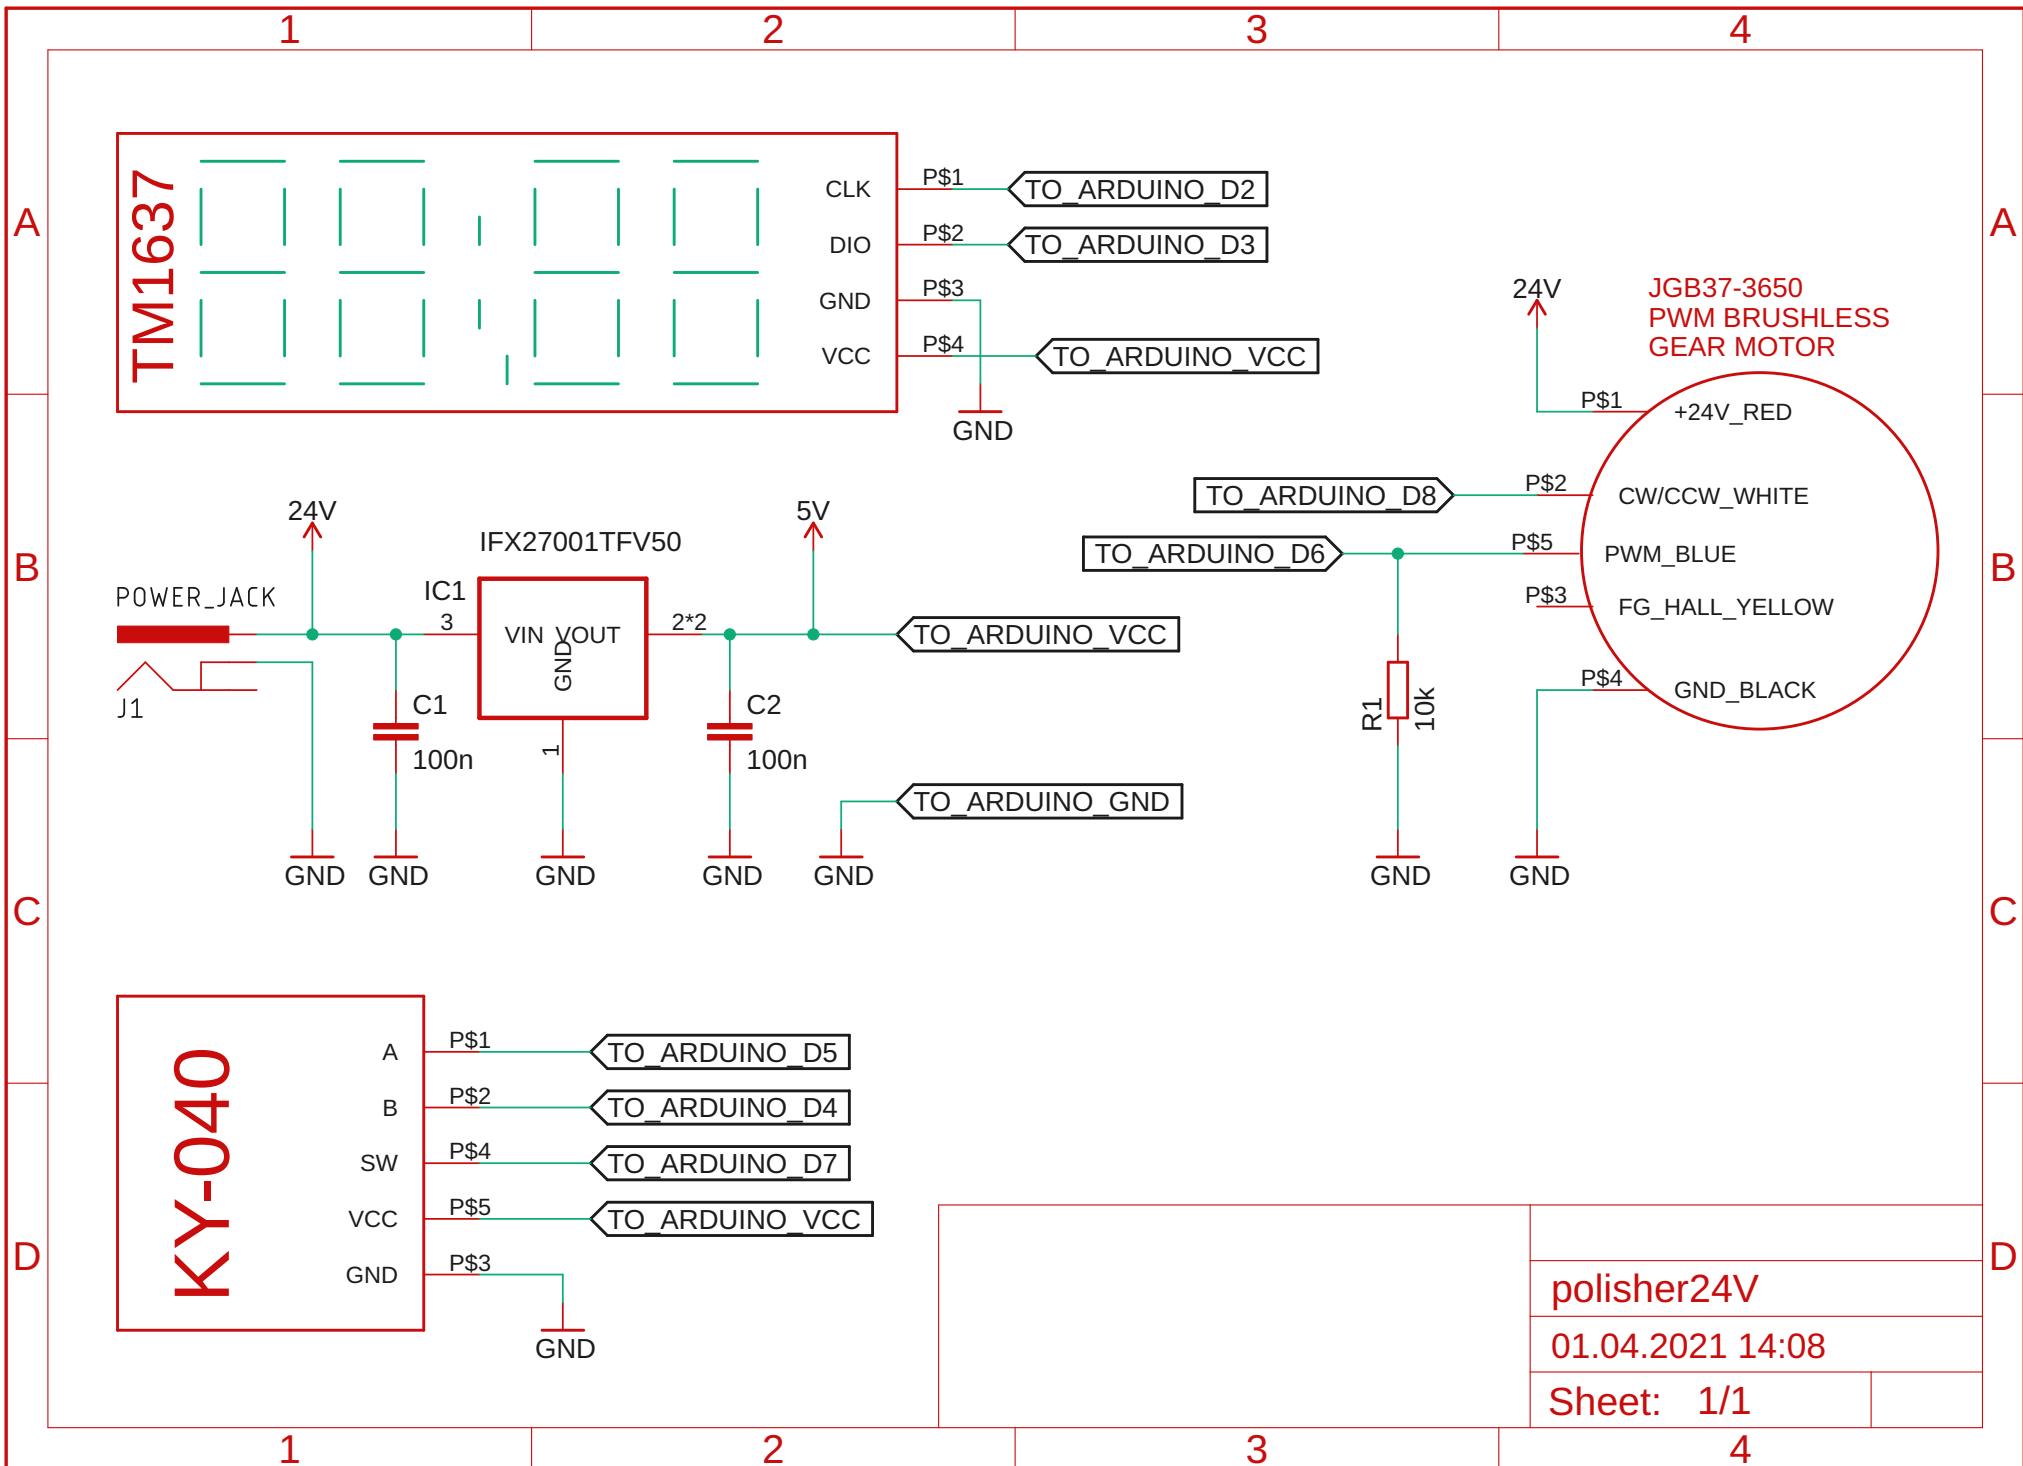 1 2 3 4
A A
TM1637
CLK P$1 TO_ARDUINO_D2
DIO P$2 TO_ARDUINO_D3
GND P$3
VCC P$4 TO_ARDUINO_VCC
GND
24V
JGB37-3650
PWM BRUSHLESS
GEAR MOTOR
P$1 +24V_RED
TO_ARDUINO_D8 P$2 CW/CCW_WHITE
TO_ARDUINO_D6 P$5 PWM_BLUE
P$3 FG_HALL_YELLOW
P$4 GND_BLACK
R1
10k
GND
GND
B B
24V
5V
IFX27001TFV50
POWER_JACK
J1
IC1
3
VIN VOUT
GND
2*2
1
TO_ARDUINO_VCC
C1
100n
C2
100n
TO_ARDUINO_GND
GND GND GND GND GND
C C
KY-040
A P$1 TO_ARDUINO_D5
B P$2 TO_ARDUINO_D4
SW P$4 TO_ARDUINO_D7
VCC P$5 TO_ARDUINO_VCC
GND P$3
GND
D D
polisher24V
01.04.2021 14:08
Sheet: 1/1
1 2 3 4